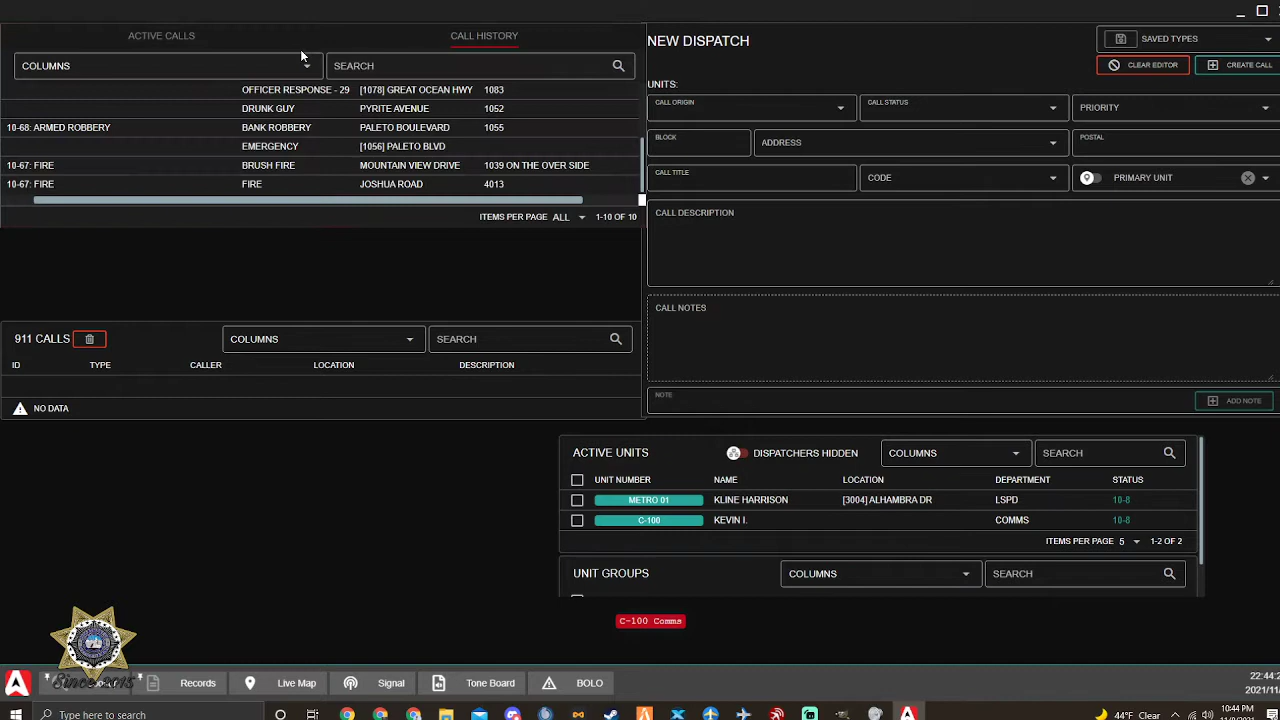 ACTIVE CALLS CALL HISTORY
COLUMNS SEARCH
OFFICER RESPONSE - 29 [1078] GREAT OCEAN HWY 1083
DRUNK GUY PYRITE AVENUE 1052
10-68: ARMED ROBBERY BANK ROBBERY PALETO BOULEVARD 1055
EMERGENCY [1056] PALETO BLVD
10-67: FIRE BRUSH FIRE MOUNTAIN VIEW DRIVE 1039 ON THE OVER SIDE
10-67: FIRE FIRE JOSHUA ROAD 4013
ITEMS PER PAGE ALL 1-10 OF 10
911 CALLS COLUMNS SEARCH
ID TYPE CALLER LOCATION DESCRIPTION
NO DATA
NEW DISPATCH SAVED TYPES
CLEAR EDITOR CREATE CALL
UNITS:
CALL ORIGIN CALL STATUS PRIORITY
BLOCK ADDRESS POSTAL
CALL TITLE CODE PRIMARY UNIT
CALL DESCRIPTION
CALL NOTES
NOTE ADD NOTE
ACTIVE UNITS DISPATCHERS HIDDEN COLUMNS SEARCH
UNIT NUMBER NAME LOCATION DEPARTMENT STATUS
METRO 01 KLINE HARRISON [3004] ALHAMBRA DR LSPD 10-8
C-100 KEVIN I. COMMS 10-8
ITEMS PER PAGE 5 1-2 OF 2
UNIT GROUPS COLUMNS SEARCH
C-100 Comms
Since 2015
Records Live Map Signal Tone Board BOLO
22:44:2
2021/11/
Type here to search 44°F Clear 10:44 PM